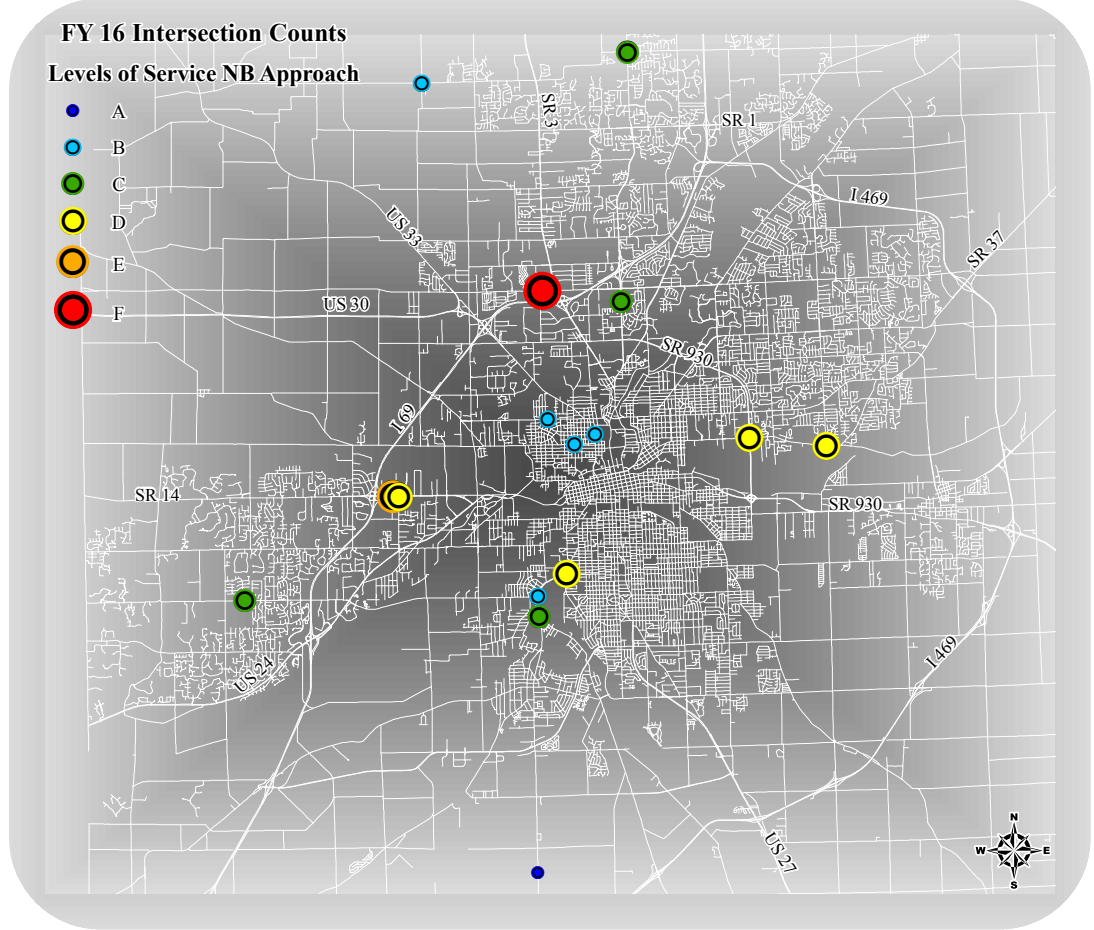 FY 16 Intersection Counts
Levels of Service NB Approach
A
B
C
D
E
F
SR 3
SR 1
I 469
US 33
SR 37
US 30
SR 930
I 69
SR 14
SR 930
US 24
I 469
US 27
N
W
E
S